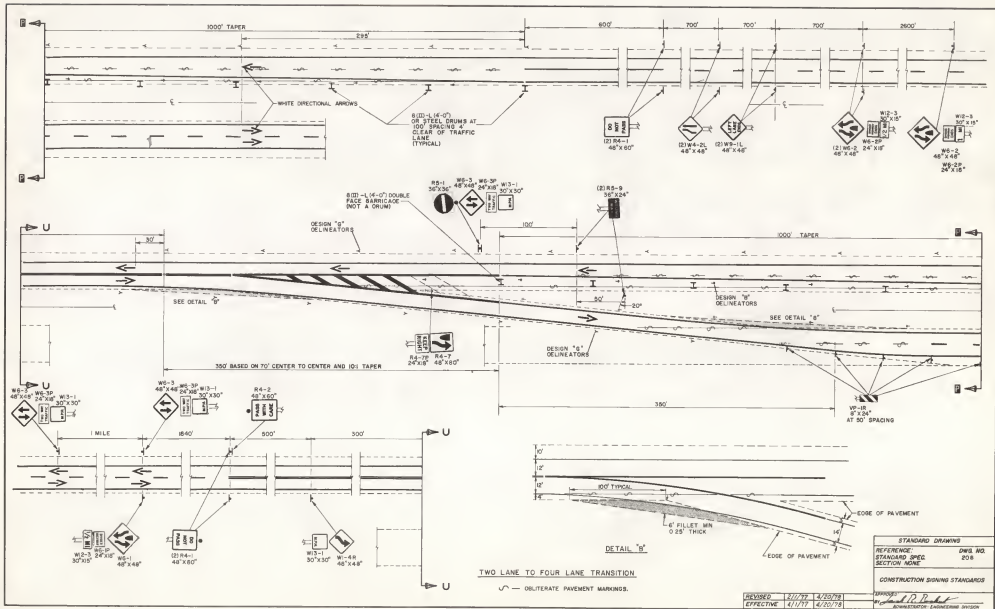 1000' TAPER
295'
600'
700'
700'
700'
2600'
WHITE DIRECTIONAL ARROWS
8(III)-L(4'-0")
OR STEEL DRUMS AT
100' SPACING 4'
CLEAR OF TRAFFIC
LANE
(TYPICAL)
DO
NOT
PASS
(2) R4-1
48"X60"
(2) W4-2L
48"X48"
LEFT
LANE
(2) W9-1L
48"X48"
(2) W6-2
48"X48"
W12-3
30"X15"
W6-2P
24"X18"
W12-3
30"X15"
W6-2
48"X48"
W6-2P
24"X18"
8(III)-L(4'-0") DOUBLE
FACE BARRICADE
(NOT A DRUM)
R5-1
36"X36"
W6-3
48"X48"
W6-3P
24"X18"
W13-1
30"X30"
(2) R5-9
36"X24"
U
30'
DESIGN "G"
DELINEATORS
100'
1000' TAPER
50'
20°
DESIGN "B"
DELINEATORS
SEE DETAIL "B"
SEE DETAIL "B"
DESIGN "G"
DELINEATORS
R4-7P
24"X18"
KEEP
RIGHT
R4-7
48"X60"
U
350' BASED ON 70' CENTER TO CENTER AND 10:1 TAPER
350'
VP-1R
8"X24"
AT 50' SPACING
W6-3
48"X48"
W6-3P
24"X18"
W13-1
30"X30"
W6-3
48"X48"
W6-3P
24"X18"
W13-1
30"X30"
R4-2
48"X60"
PASS
WITH
CARE
1 MILE
1840'
500'
300'
U
W12-3
30"X15"
W6-1P
24"X18"
W6-1
48"X48"
DO
NOT
PASS
(2) R4-1
48"X60"
W13-1
30"X30"
W1-4R
48"X48"
U
10'
12'
12'
4'
100' TYPICAL
6' FILLET MIN
0.25' THICK
EDGE OF PAVEMENT
14'
EDGE OF PAVEMENT
DETAIL "B"
TWO LANE TO FOUR LANE TRANSITION
— OBLITERATE PAVEMENT MARKINGS.
REVISED 2/1/77 4/20/78
EFFECTIVE 4/1/77 4/20/78
STANDARD DRAWING
REFERENCE: DWG. NO.
STANDARD SPEC. 208
SECTION NONE
CONSTRUCTION SIGNING STANDARDS
APPROVED:
BY
ADMINISTRATOR - ENGINEERING DIVISION